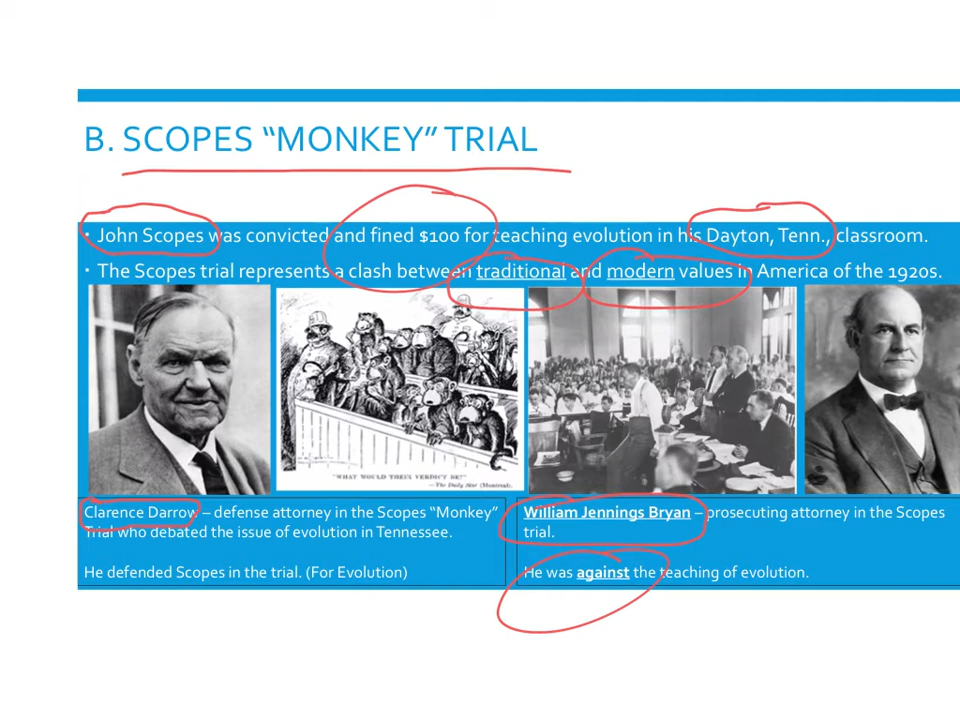 B. SCOPES “MONKEY” TRIAL
• John Scopes was convicted and fined $100 for teaching evolution in his Dayton, Tenn., classroom.
• The Scopes trial represents a clash between traditional and modern values in America of the 1920s.
"WHAT WOULD THEIR VERDICT BE?"
—The Daily Star (Montreal).
Clarence Darrow – defense attorney in the Scopes “Monkey”
Trial who debated the issue of evolution in Tennessee.
He defended Scopes in the trial. (For Evolution)
William Jennings Bryan – prosecuting attorney in the Scopes
trial.
He was against the teaching of evolution.